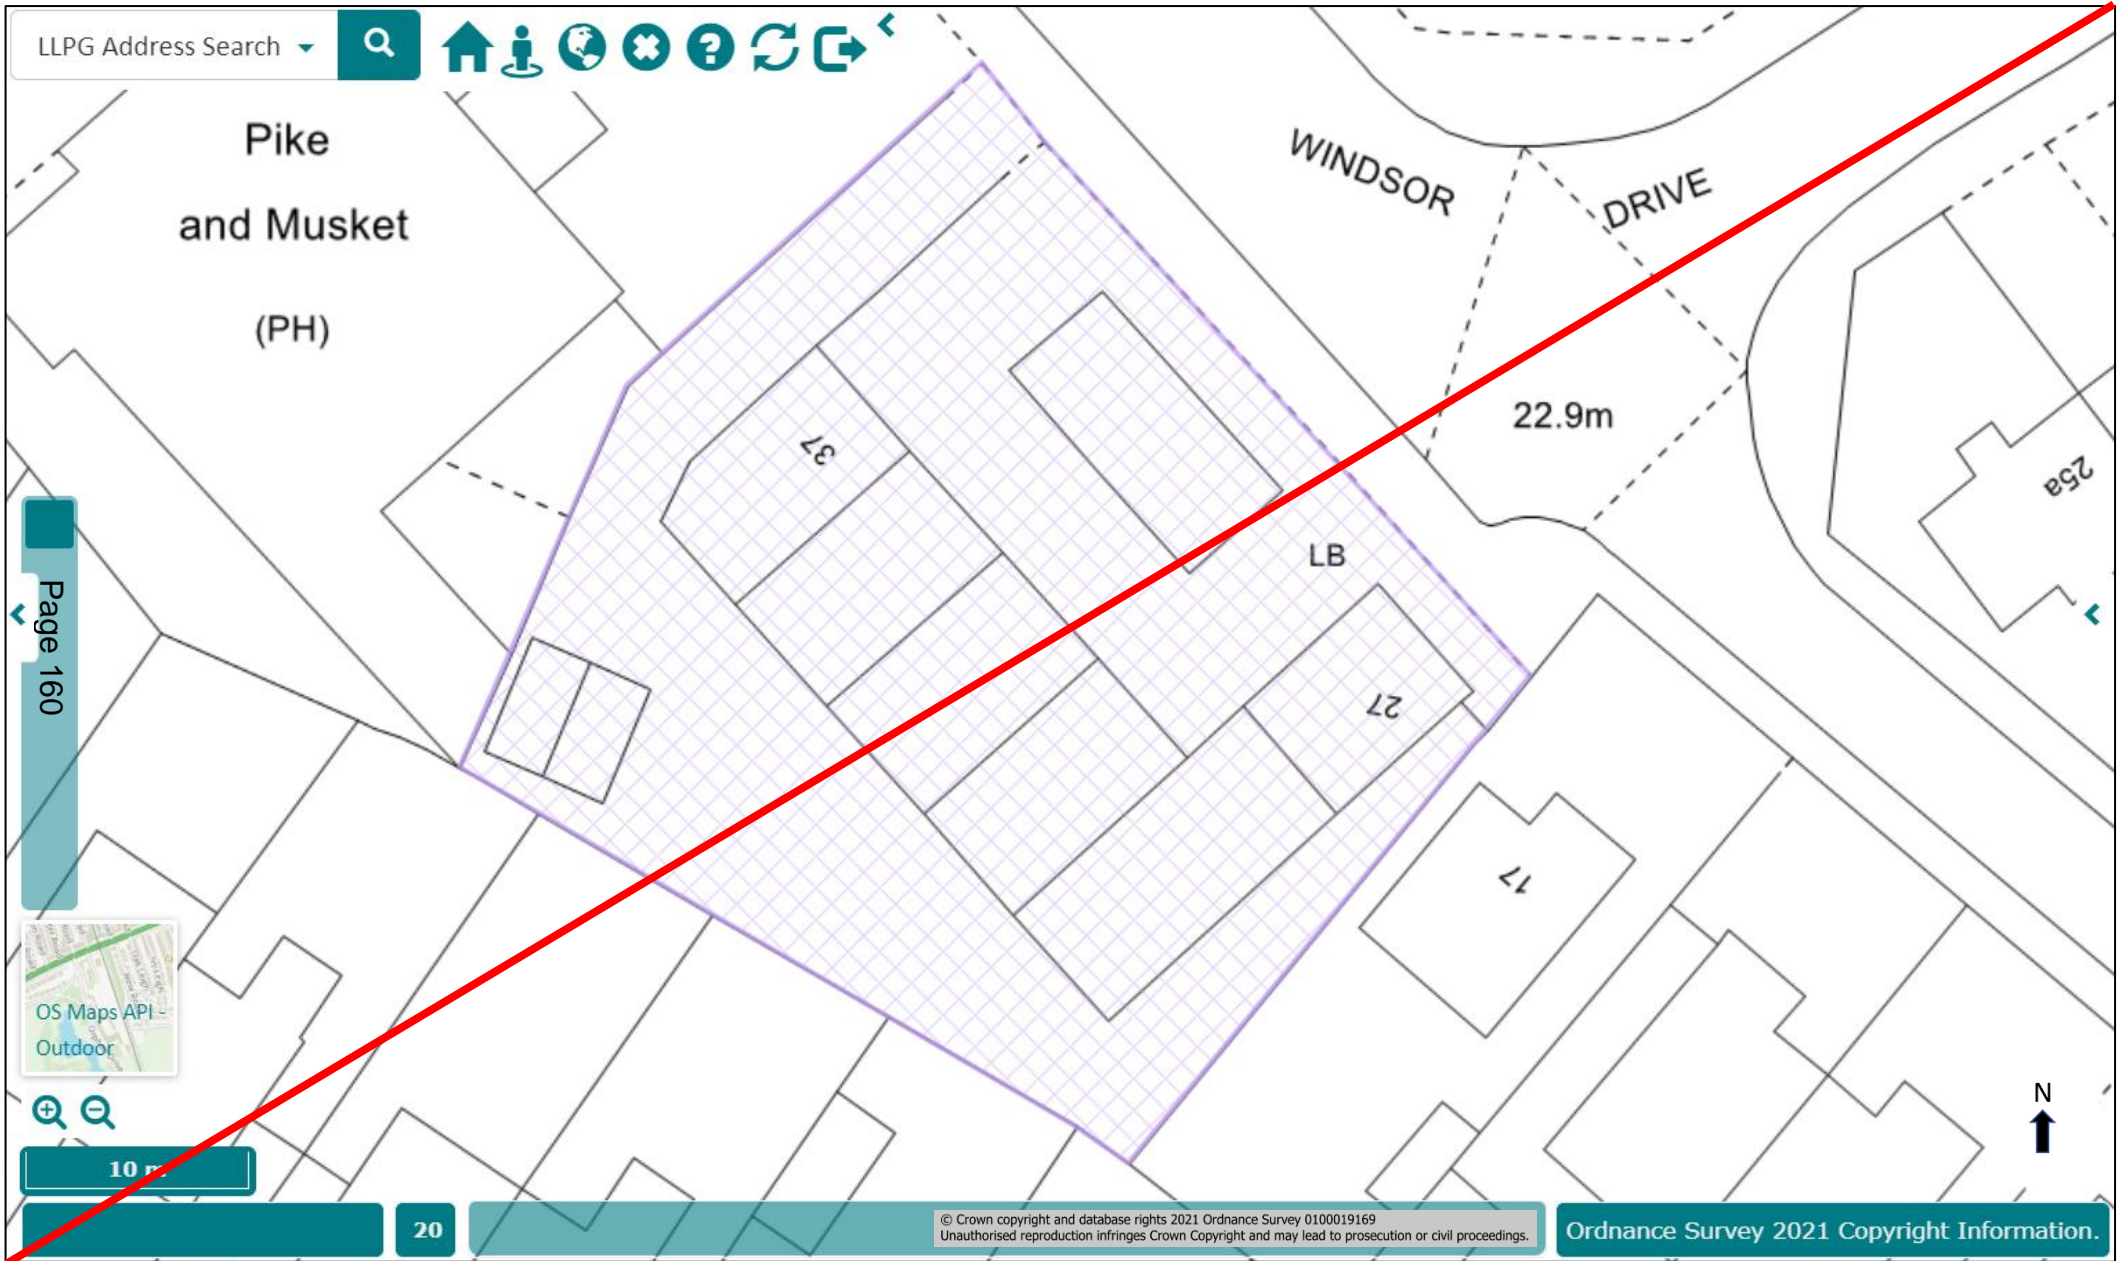 LLPG Address Search
Pike
and Musket
(PH)
WINDSOR
DRIVE
22.9m
37
LB
25a
27
17
Page 160
OS Maps API -
Outdoor
N
10 m
20
© Crown copyright and database rights 2021 Ordnance Survey 0100019169
Unauthorised reproduction infringes Crown Copyright and may lead to prosecution or civil proceedings.
Ordnance Survey 2021 Copyright Information.